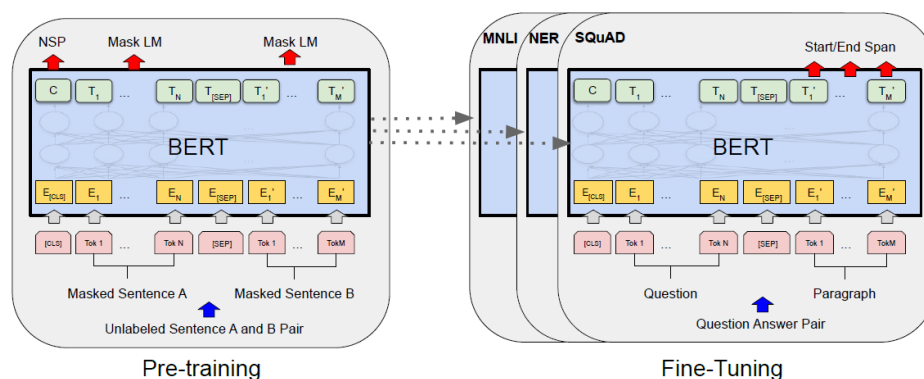 NSP Mask LM Mask LM
C T1 ... TN T[SEP] T1' ... TM'
BERT
E[CLS] E1 ... EN E[SEP] E1' ... EM'
[CLS] Tok 1 ... Tok N [SEP] Tok 1 ... TokM
Masked Sentence A Masked Sentence B
Unlabeled Sentence A and B Pair
Pre-training
MNLI NER SQuAD
Start/End Span
C T1 ... TN T[SEP] T1' ... TM'
BERT
E[CLS] E1 ... EN E[SEP] E1' ... EM'
[CLS] Tok 1 ... Tok N [SEP] Tok 1 ... TokM
Question Paragraph
Question Answer Pair
Fine-Tuning